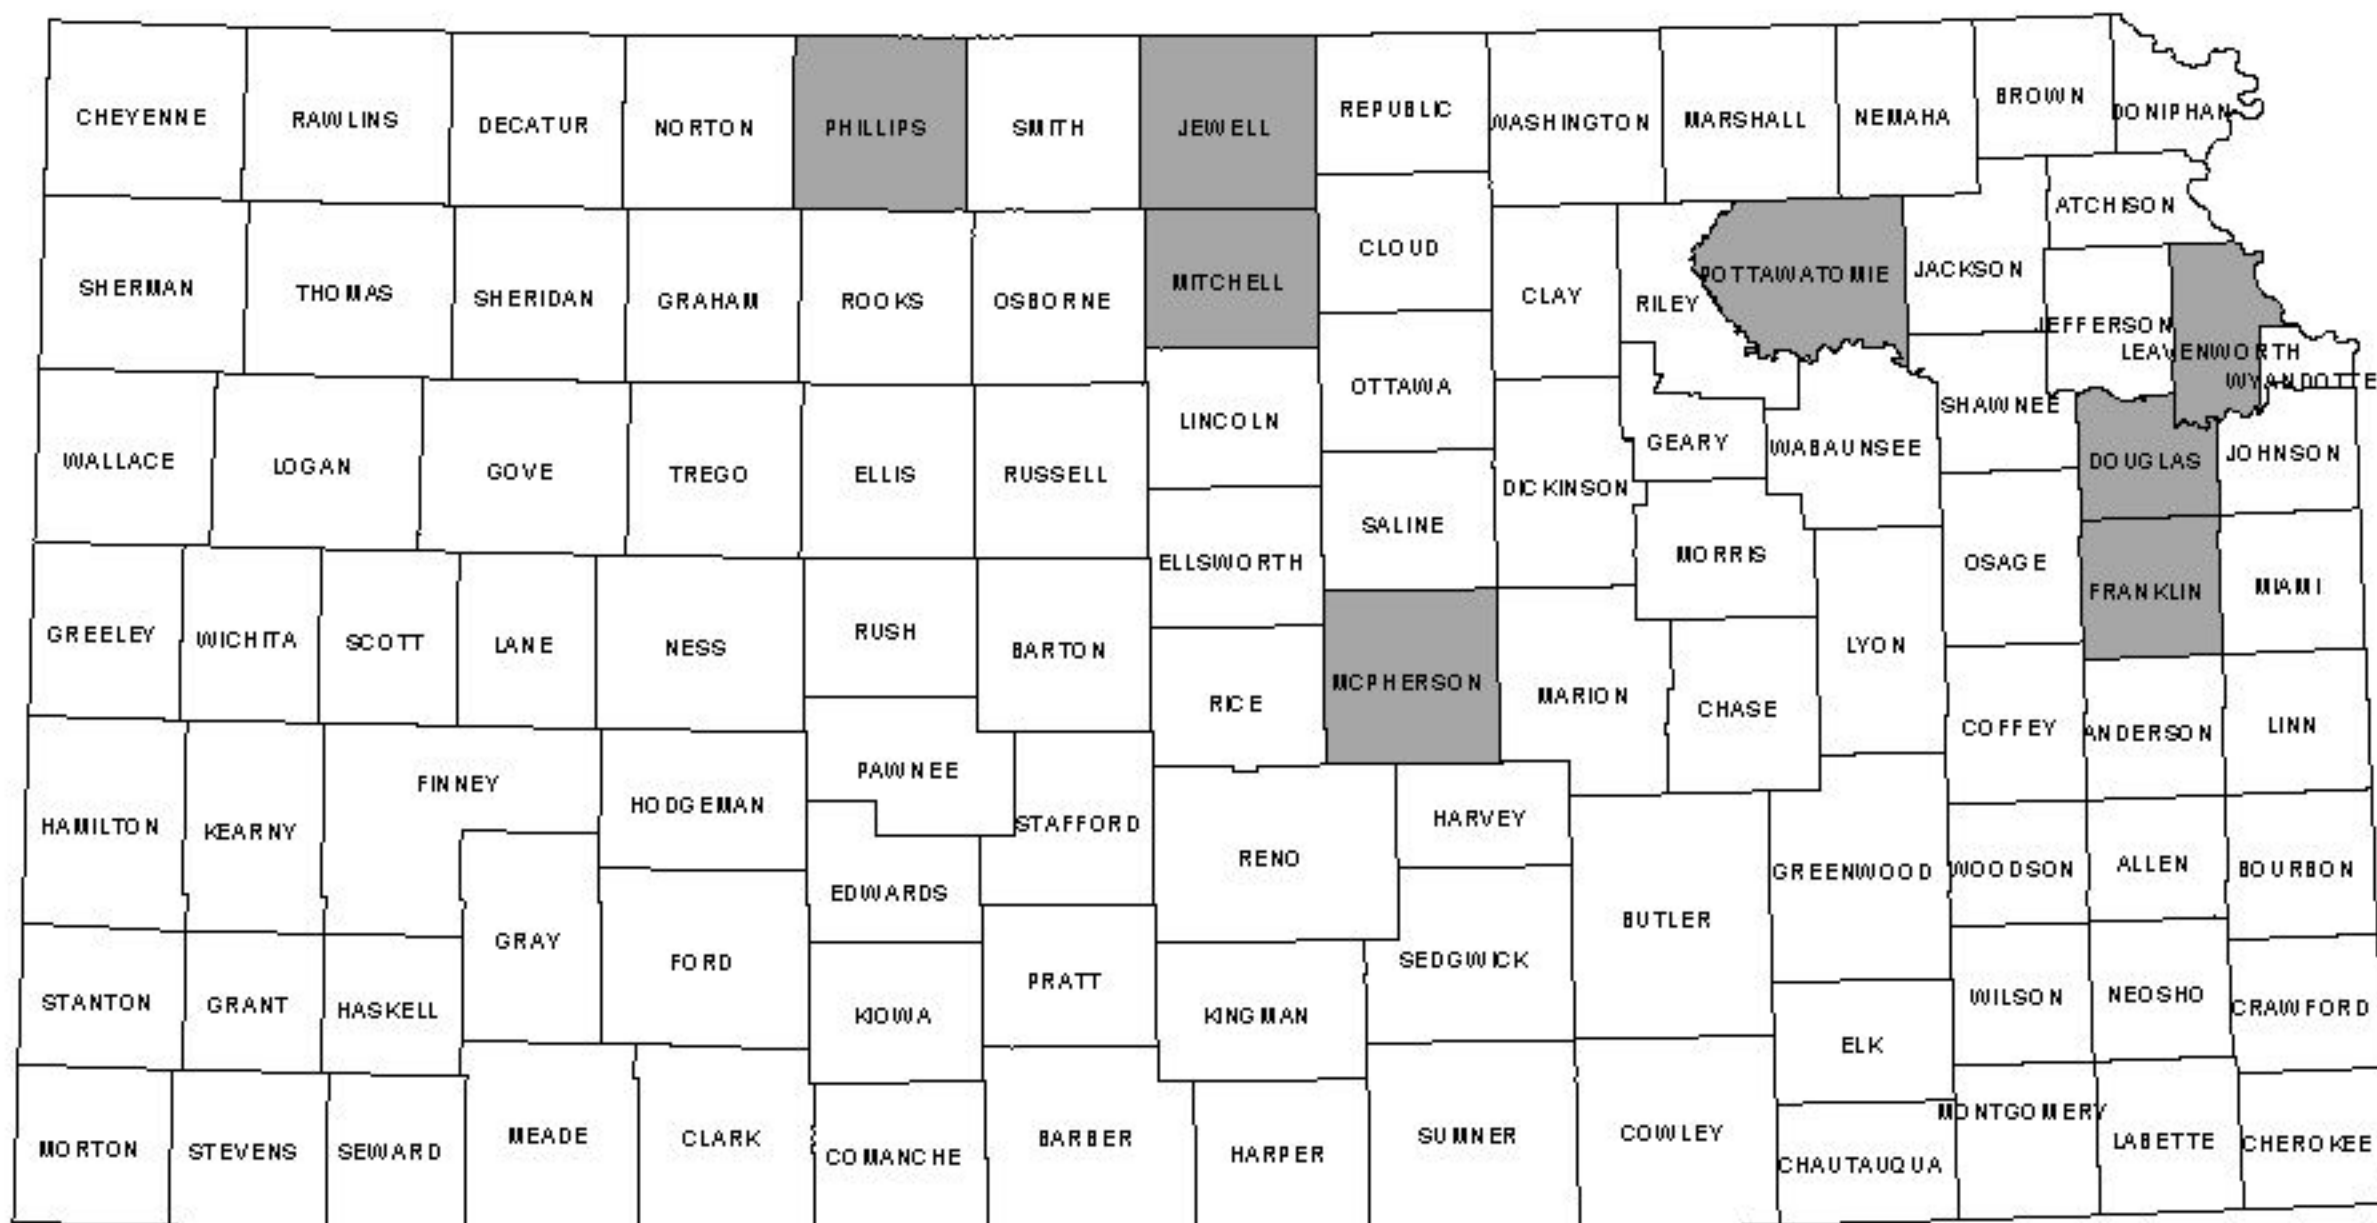 CHEYENNE
RAWLINS
DECATUR
NORTON
PHILLIPS
SMITH
JEWELL
REPUBLIC
WASHINGTON
MARSHALL
NEMAHA
BROWN
DONIPHAN
ATCHISON
SHERMAN
THOMAS
SHERIDAN
GRAHAM
ROOKS
OSBORNE
MITCHELL
CLOUD
CLAY
RILEY
POTTAWATOMIE
JACKSON
JEFFERSON
LEAVENWORTH
WYANDOTTE
WALLACE
LOGAN
GOVE
TREGO
ELLIS
RUSSELL
LINCOLN
OTTAWA
DICKINSON
GEARY
WABAUNSEE
SHAWNEE
DOUGLAS
JOHNSON
ELLSWORTH
SALINE
MORRIS
OSAGE
FRANKLIN
MIAMI
GREELEY
WICHITA
SCOTT
LANE
NESS
RUSH
BARTON
RICE
MCPHERSON
MARION
CHASE
LYON
COFFEY
ANDERSON
LINN
HAMILTON
KEARNY
FINNEY
HODGEMAN
PAWNEE
STAFFORD
RENO
HARVEY
GREENWOOD
WOODSON
ALLEN
BOURBON
GRAY
FORD
EDWARDS
SEDGWICK
BUTLER
STANTON
GRANT
HASKELL
KIOWA
PRATT
KINGMAN
ELK
WILSON
NEOSHO
CRAWFORD
MORTON
STEVENS
SEWARD
MEADE
CLARK
COMANCHE
BARBER
HARPER
SUMNER
COWLEY
CHAUTAUQUA
MONTGOMERY
LABETTE
CHEROKEE